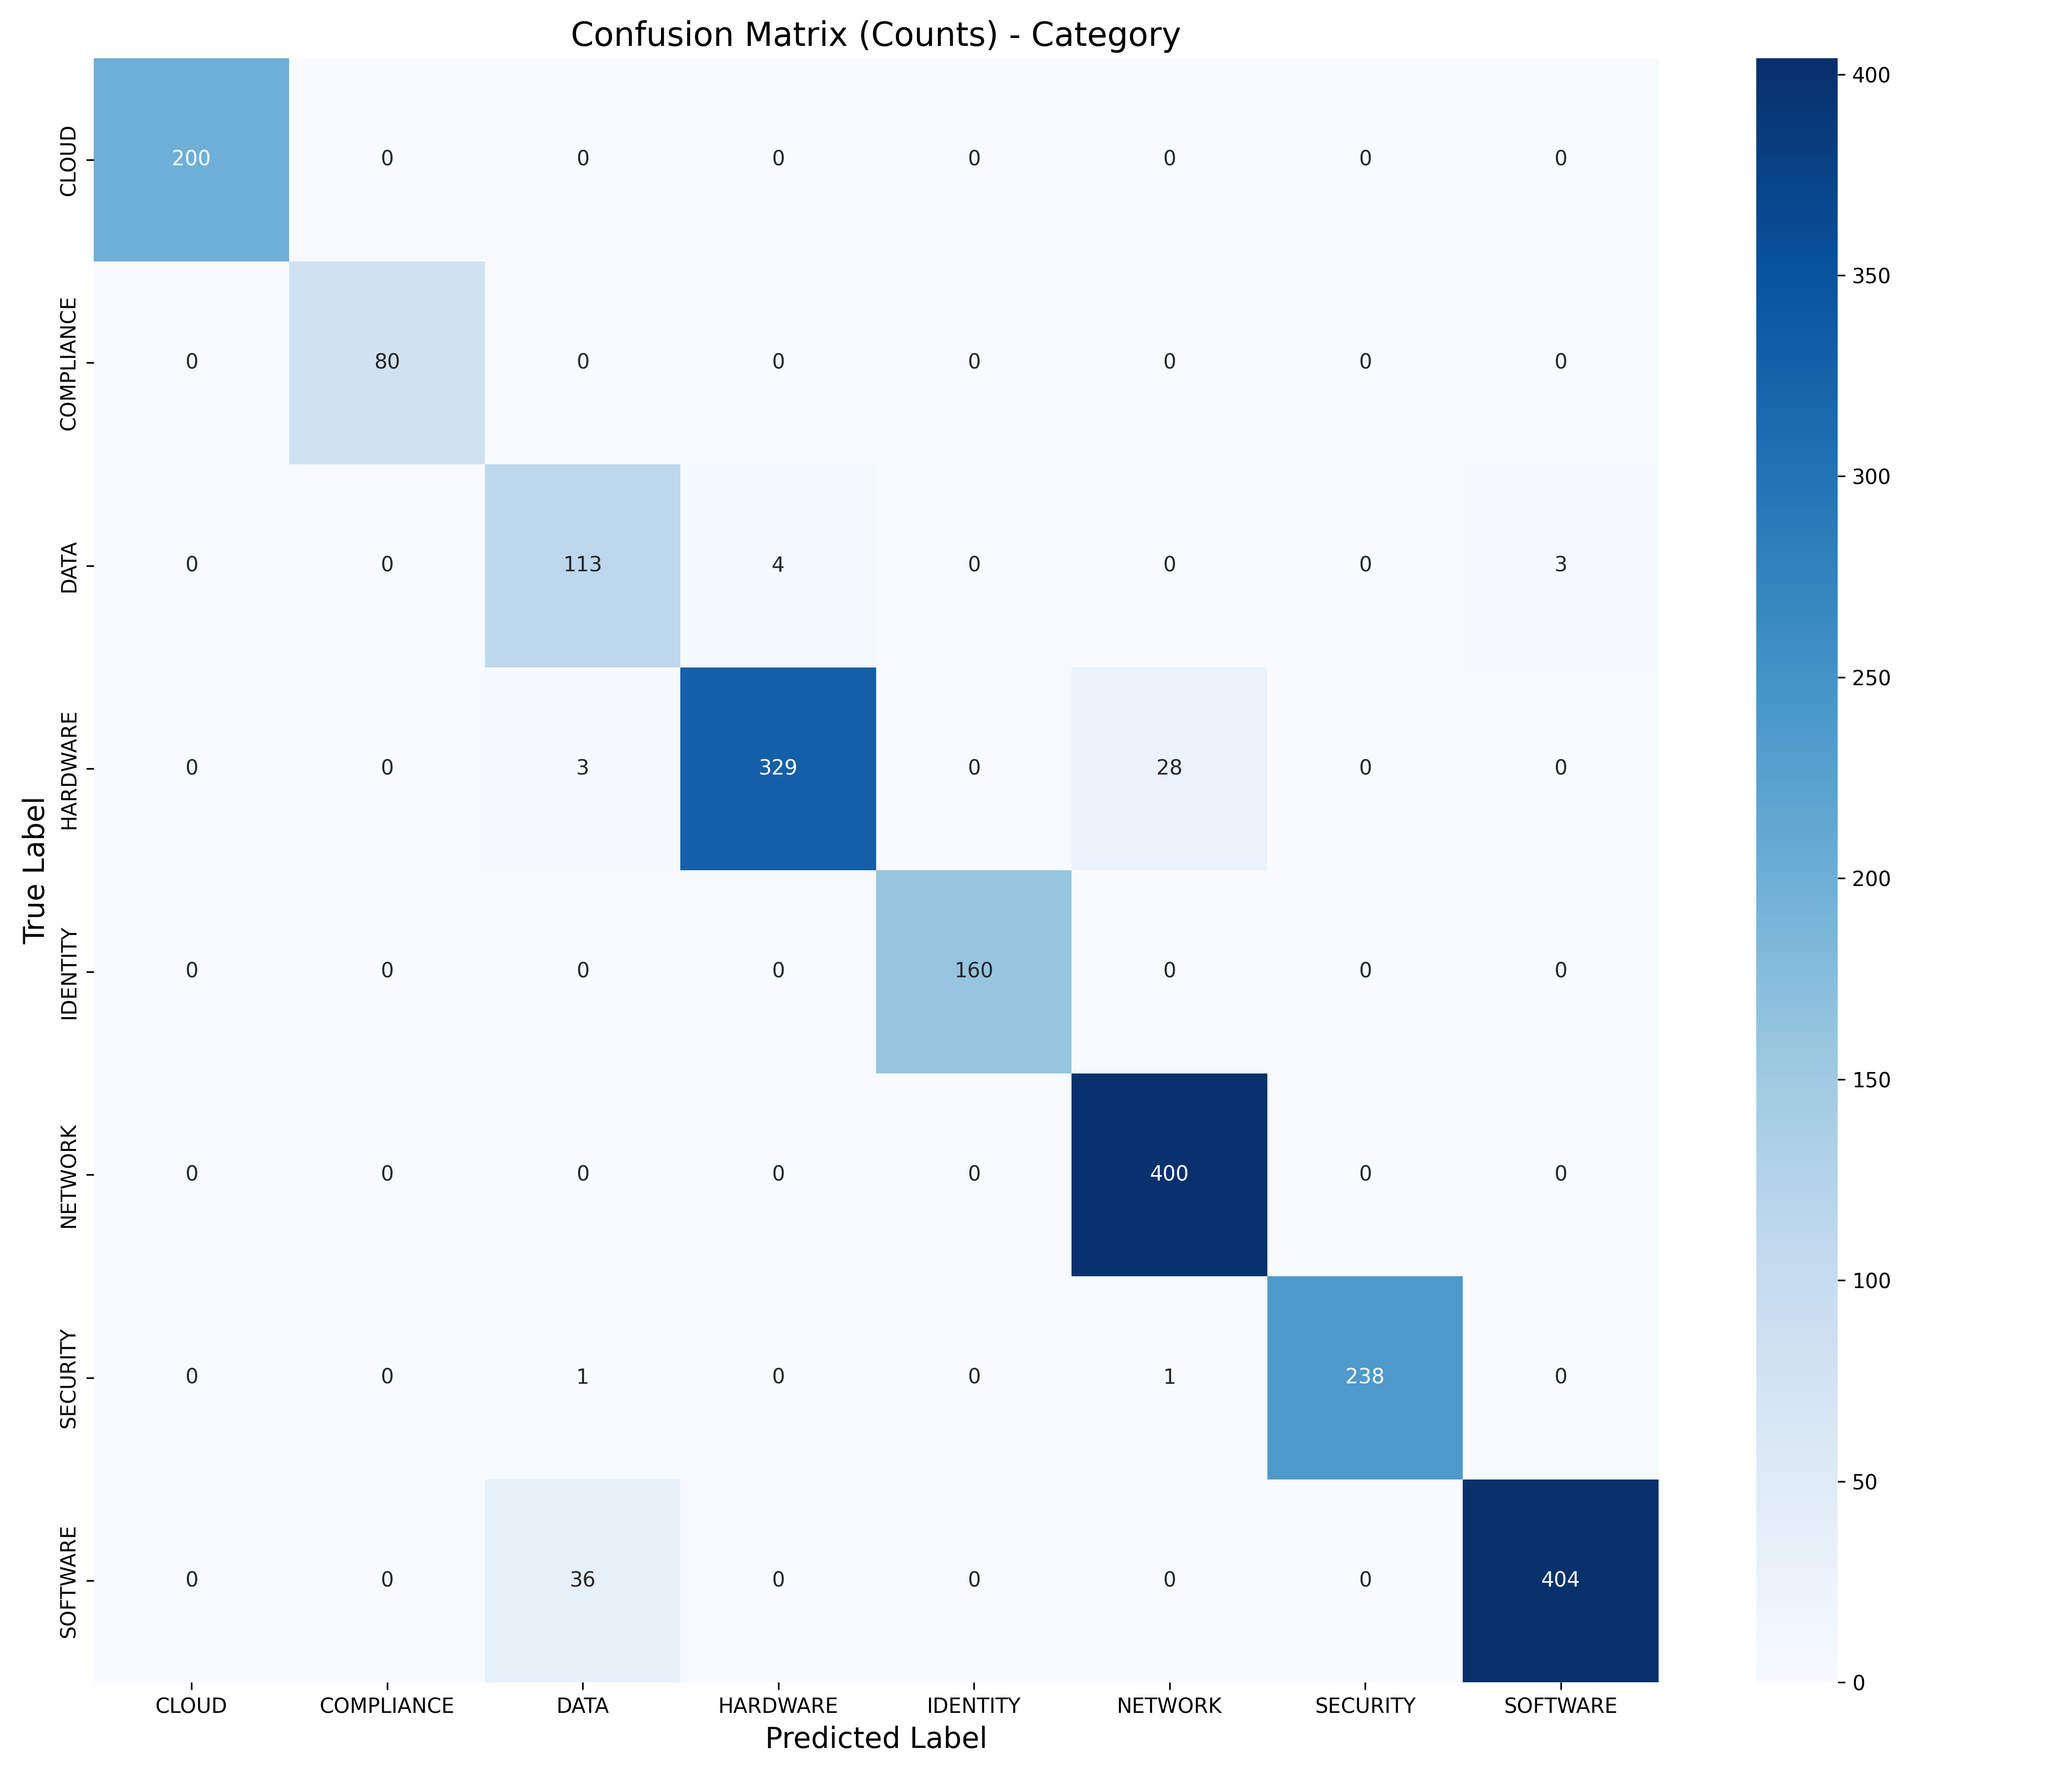 Confusion Matrix (Counts) - Category
CLOUD 200 0 0 0 0 0 0 0
COMPLIANCE 0 80 0 0 0 0 0 0
DATA 0 0 113 4 0 0 0 3
HARDWARE 0 0 3 329 0 28 0 0
IDENTITY 0 0 0 0 160 0 0 0
NETWORK 0 0 0 0 0 400 0 0
SECURITY 0 0 1 0 0 1 238 0
SOFTWARE 0 0 36 0 0 0 0 404
CLOUD COMPLIANCE DATA HARDWARE IDENTITY NETWORK SECURITY SOFTWARE
Predicted Label
True Label
400
350
300
250
200
150
100
50
0